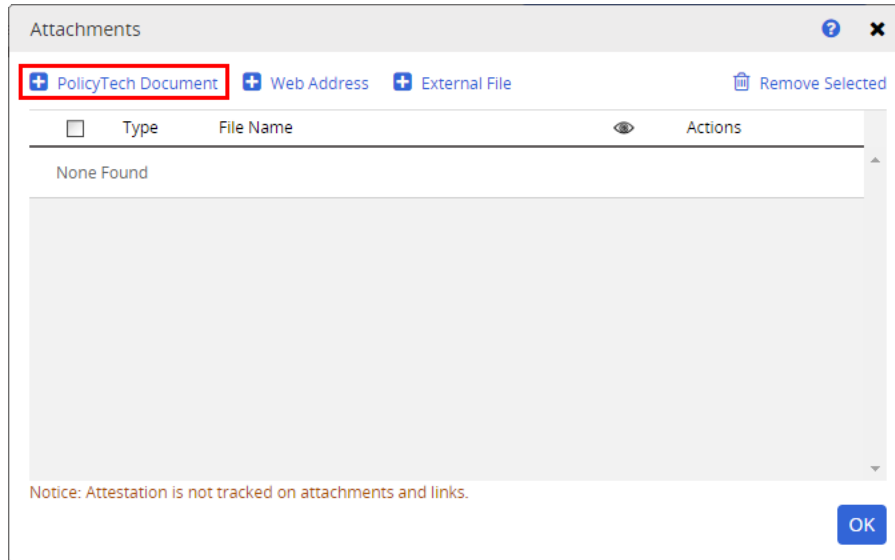 Attachments
PolicyTech Document Web Address External File Remove Selected
Type File Name Actions
None Found
Notice: Attestation is not tracked on attachments and links.
OK